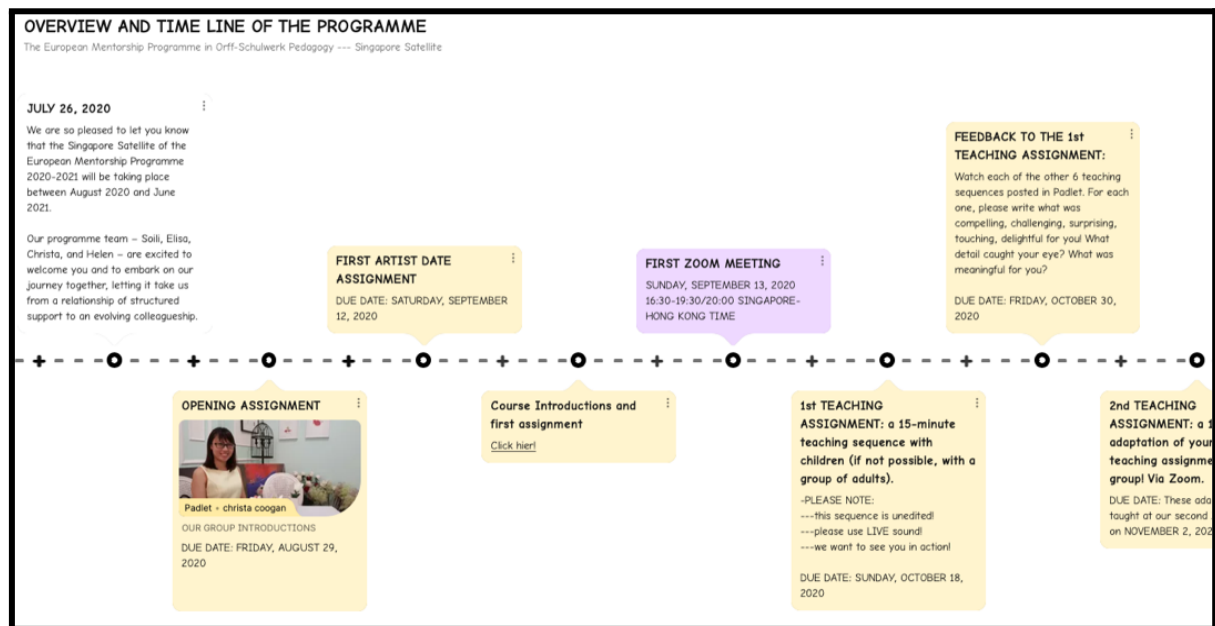 OVERVIEW AND TIME LINE OF THE PROGRAMME
The European Mentorship Programme in Orff-Schulwerk Pedagogy --- Singapore Satellite
JULY 26, 2020
We are so pleased to let you know
that the Singapore Satellite of the
European Mentorship Programme
2020-2021 will be taking place
between August 2020 and June
2021.
Our programme team – Soili, Elisa,
Christa, and Helen – are excited to
welcome you and to embark on our
journey together, letting it take us
from a relationship of structured
support to an evolving colleagueship.
OPENING ASSIGNMENT
Padlet • christa coogan
OUR GROUP INTRODUCTIONS
DUE DATE: FRIDAY, AUGUST 29,
2020
FIRST ARTIST DATE
ASSIGNMENT
DUE DATE: SATURDAY, SEPTEMBER
12, 2020
Course Introductions and
first assignment
Click hier!
FIRST ZOOM MEETING
SUNDAY, SEPTEMBER 13, 2020
16:30-19:30/20:00 SINGAPORE-
HONG KONG TIME
1st TEACHING
ASSIGNMENT: a 15-minute
teaching sequence with
children (if not possible, with a
group of adults).
-PLEASE NOTE:
---this sequence is unedited!
---please use LIVE sound!
---we want to see you in action!
DUE DATE: SUNDAY, OCTOBER 18,
2020
FEEDBACK TO THE 1st
TEACHING ASSIGNMENT:
Watch each of the other 6 teaching
sequences posted in Padlet. For each
one, please write what was
compelling, challenging, surprising,
touching, delightful for you! What
detail caught your eye? What was
meaningful for you?
DUE DATE: FRIDAY, OCTOBER 30,
2020
2nd TEACHING
ASSIGNMENT: a
adaptation of your
teaching
group! Via Zoom.
DUE DATE: These
taught at our second
on NOVEMBER 2,